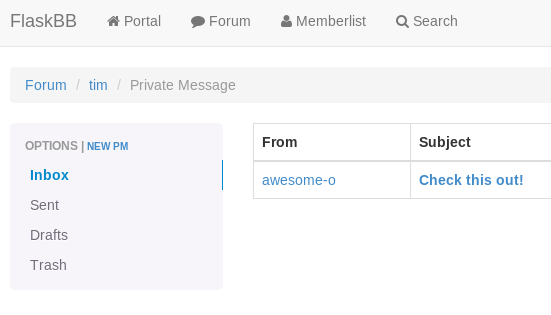 FlaskBB Portal Forum Memberlist Search
Forum / tim / Private Message
OPTIONS | NEW PM
Inbox
Sent
Drafts
Trash
From Subject
awesome-o Check this out!